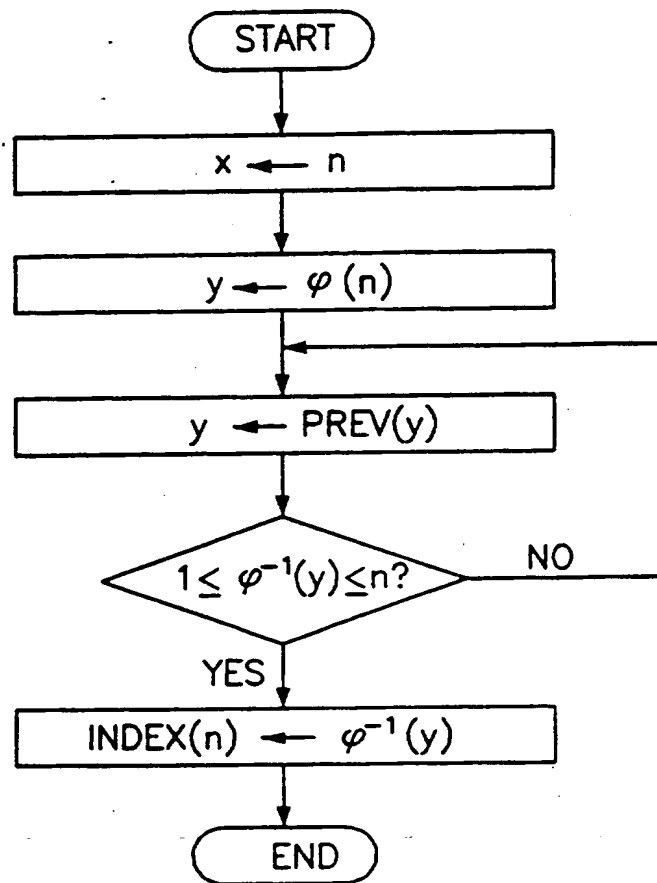 START
x ← n
y ← φ(n)
y ← PREV(y)
1 ≤ φ⁻¹(y) ≤ n?
NO
YES
INDEX(n) ← φ⁻¹(y)
END